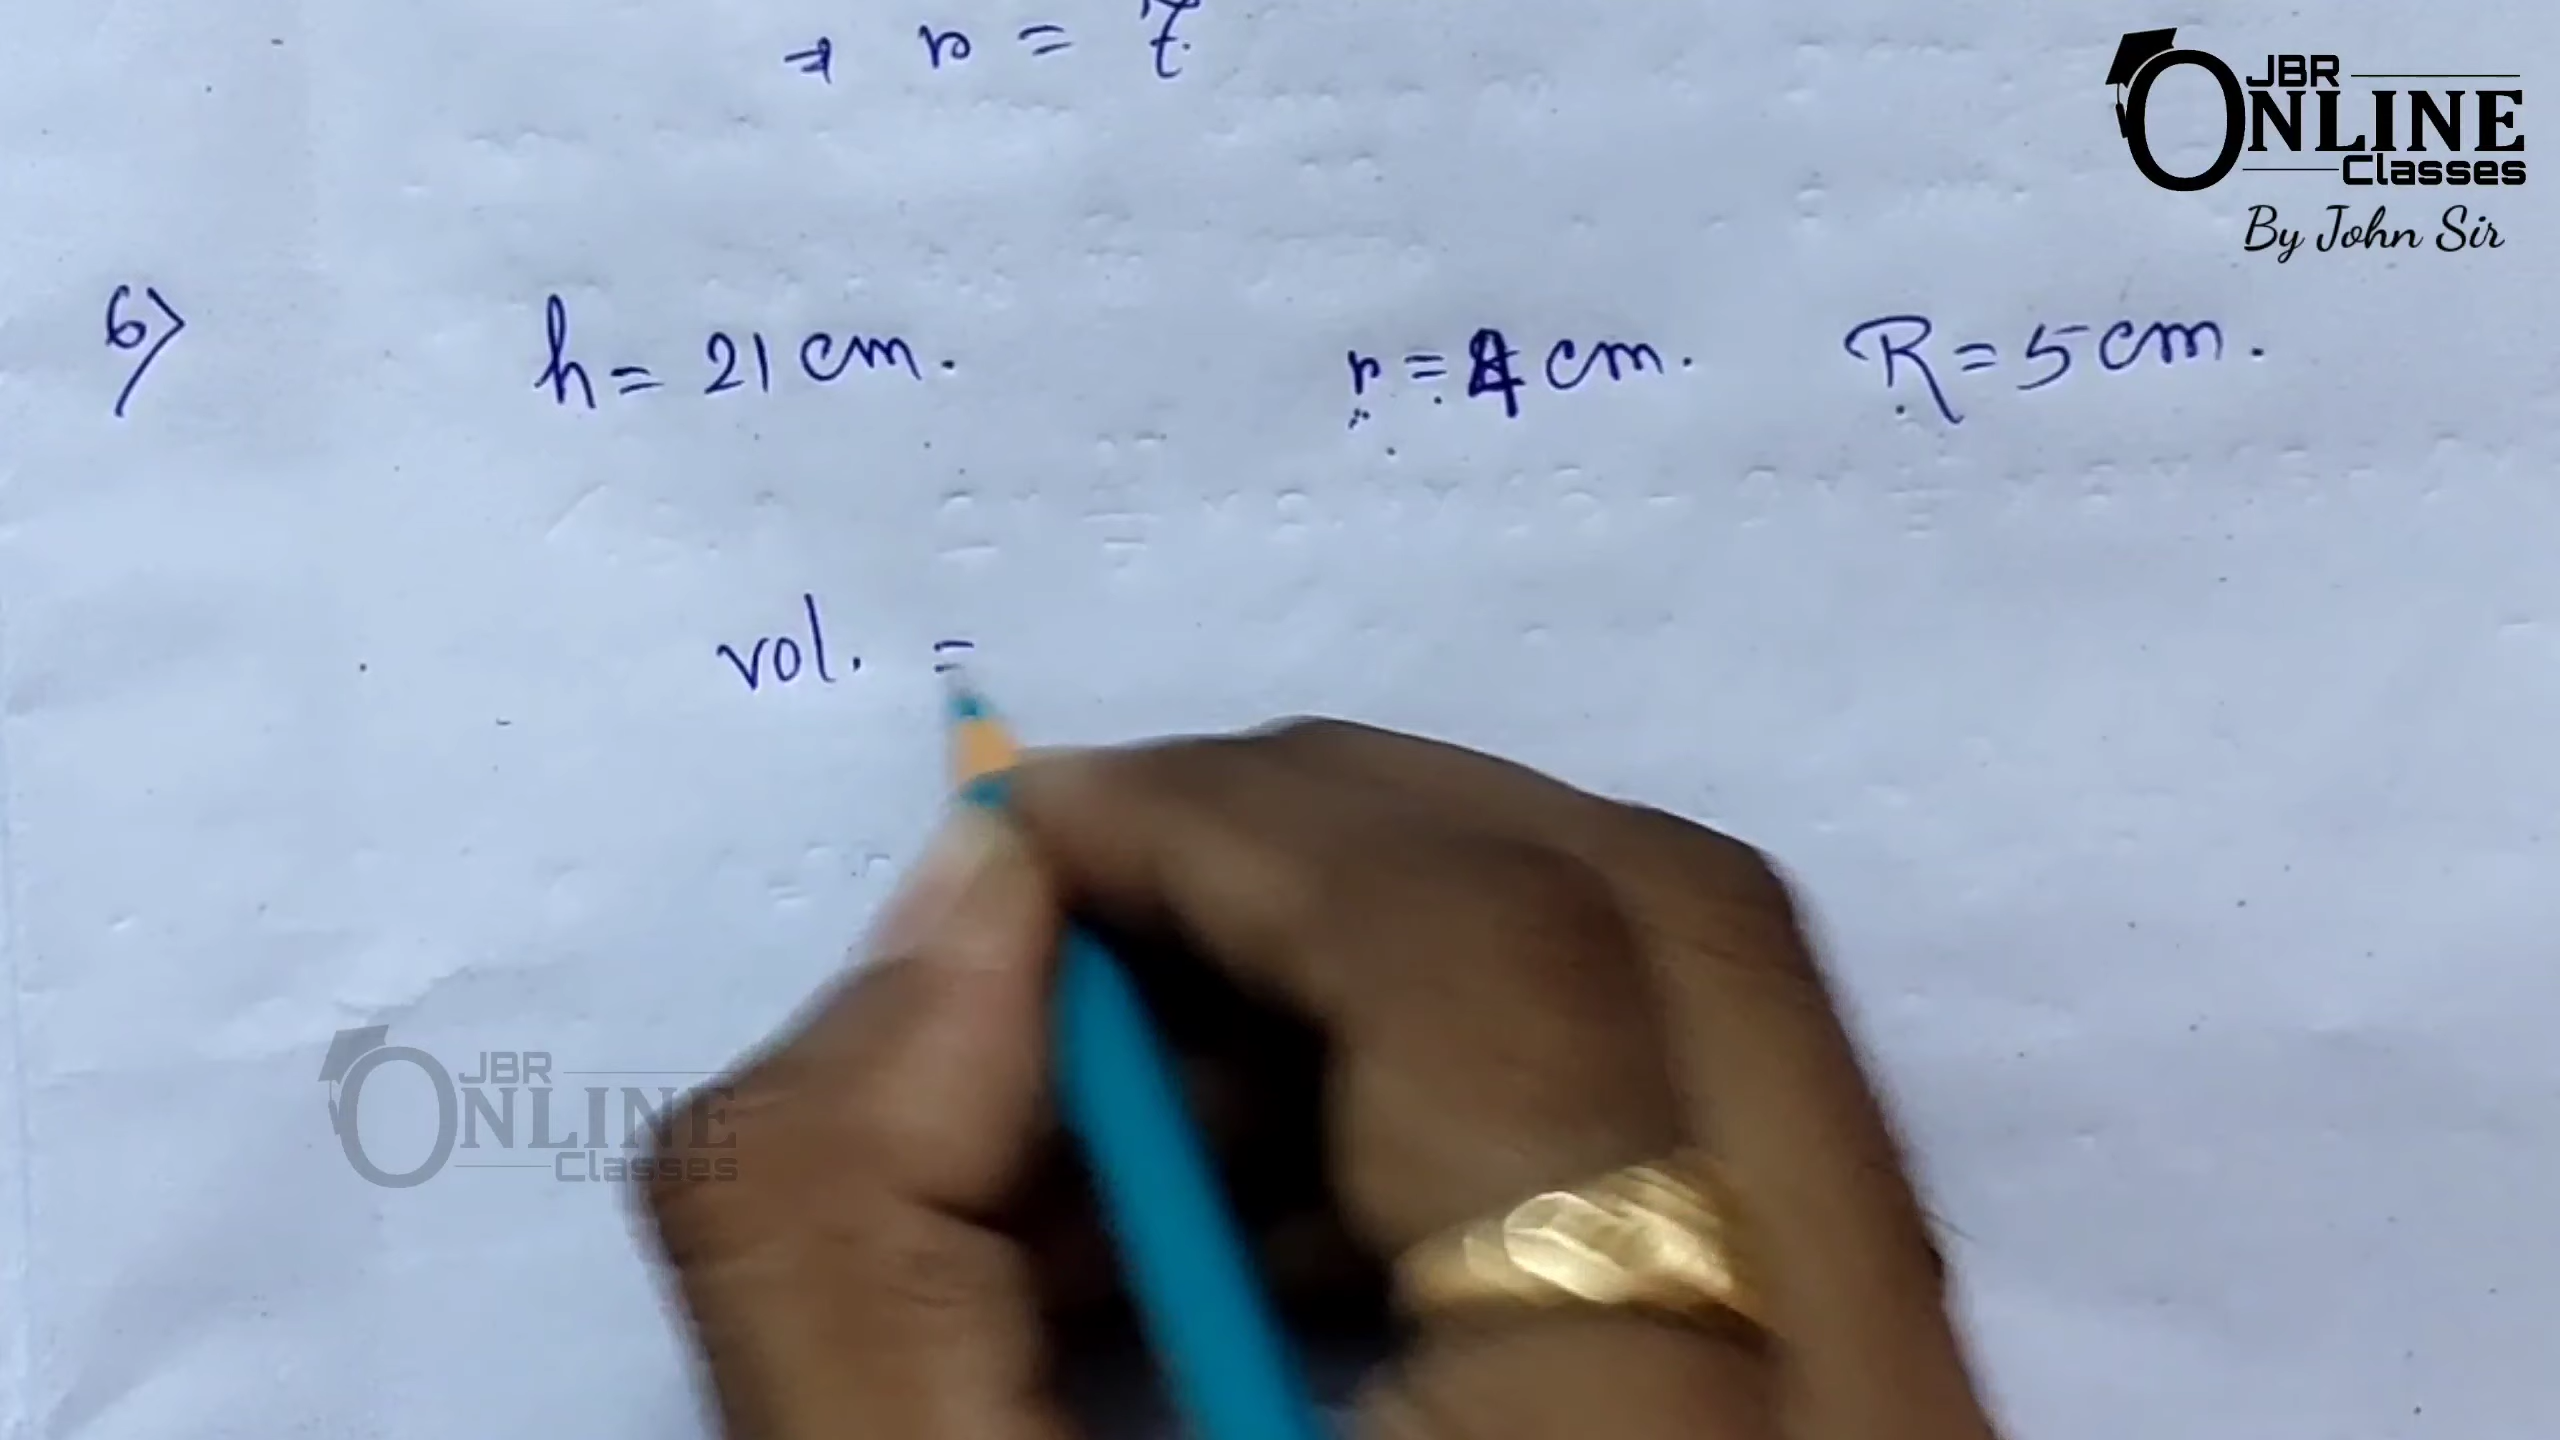 ⇒ r = 7.
JBR
ONLINE
Classes
By John Sir
6) h = 21 cm. r = 4 cm. R = 5 cm.
vol. =
JBR
ONLINE
Classes